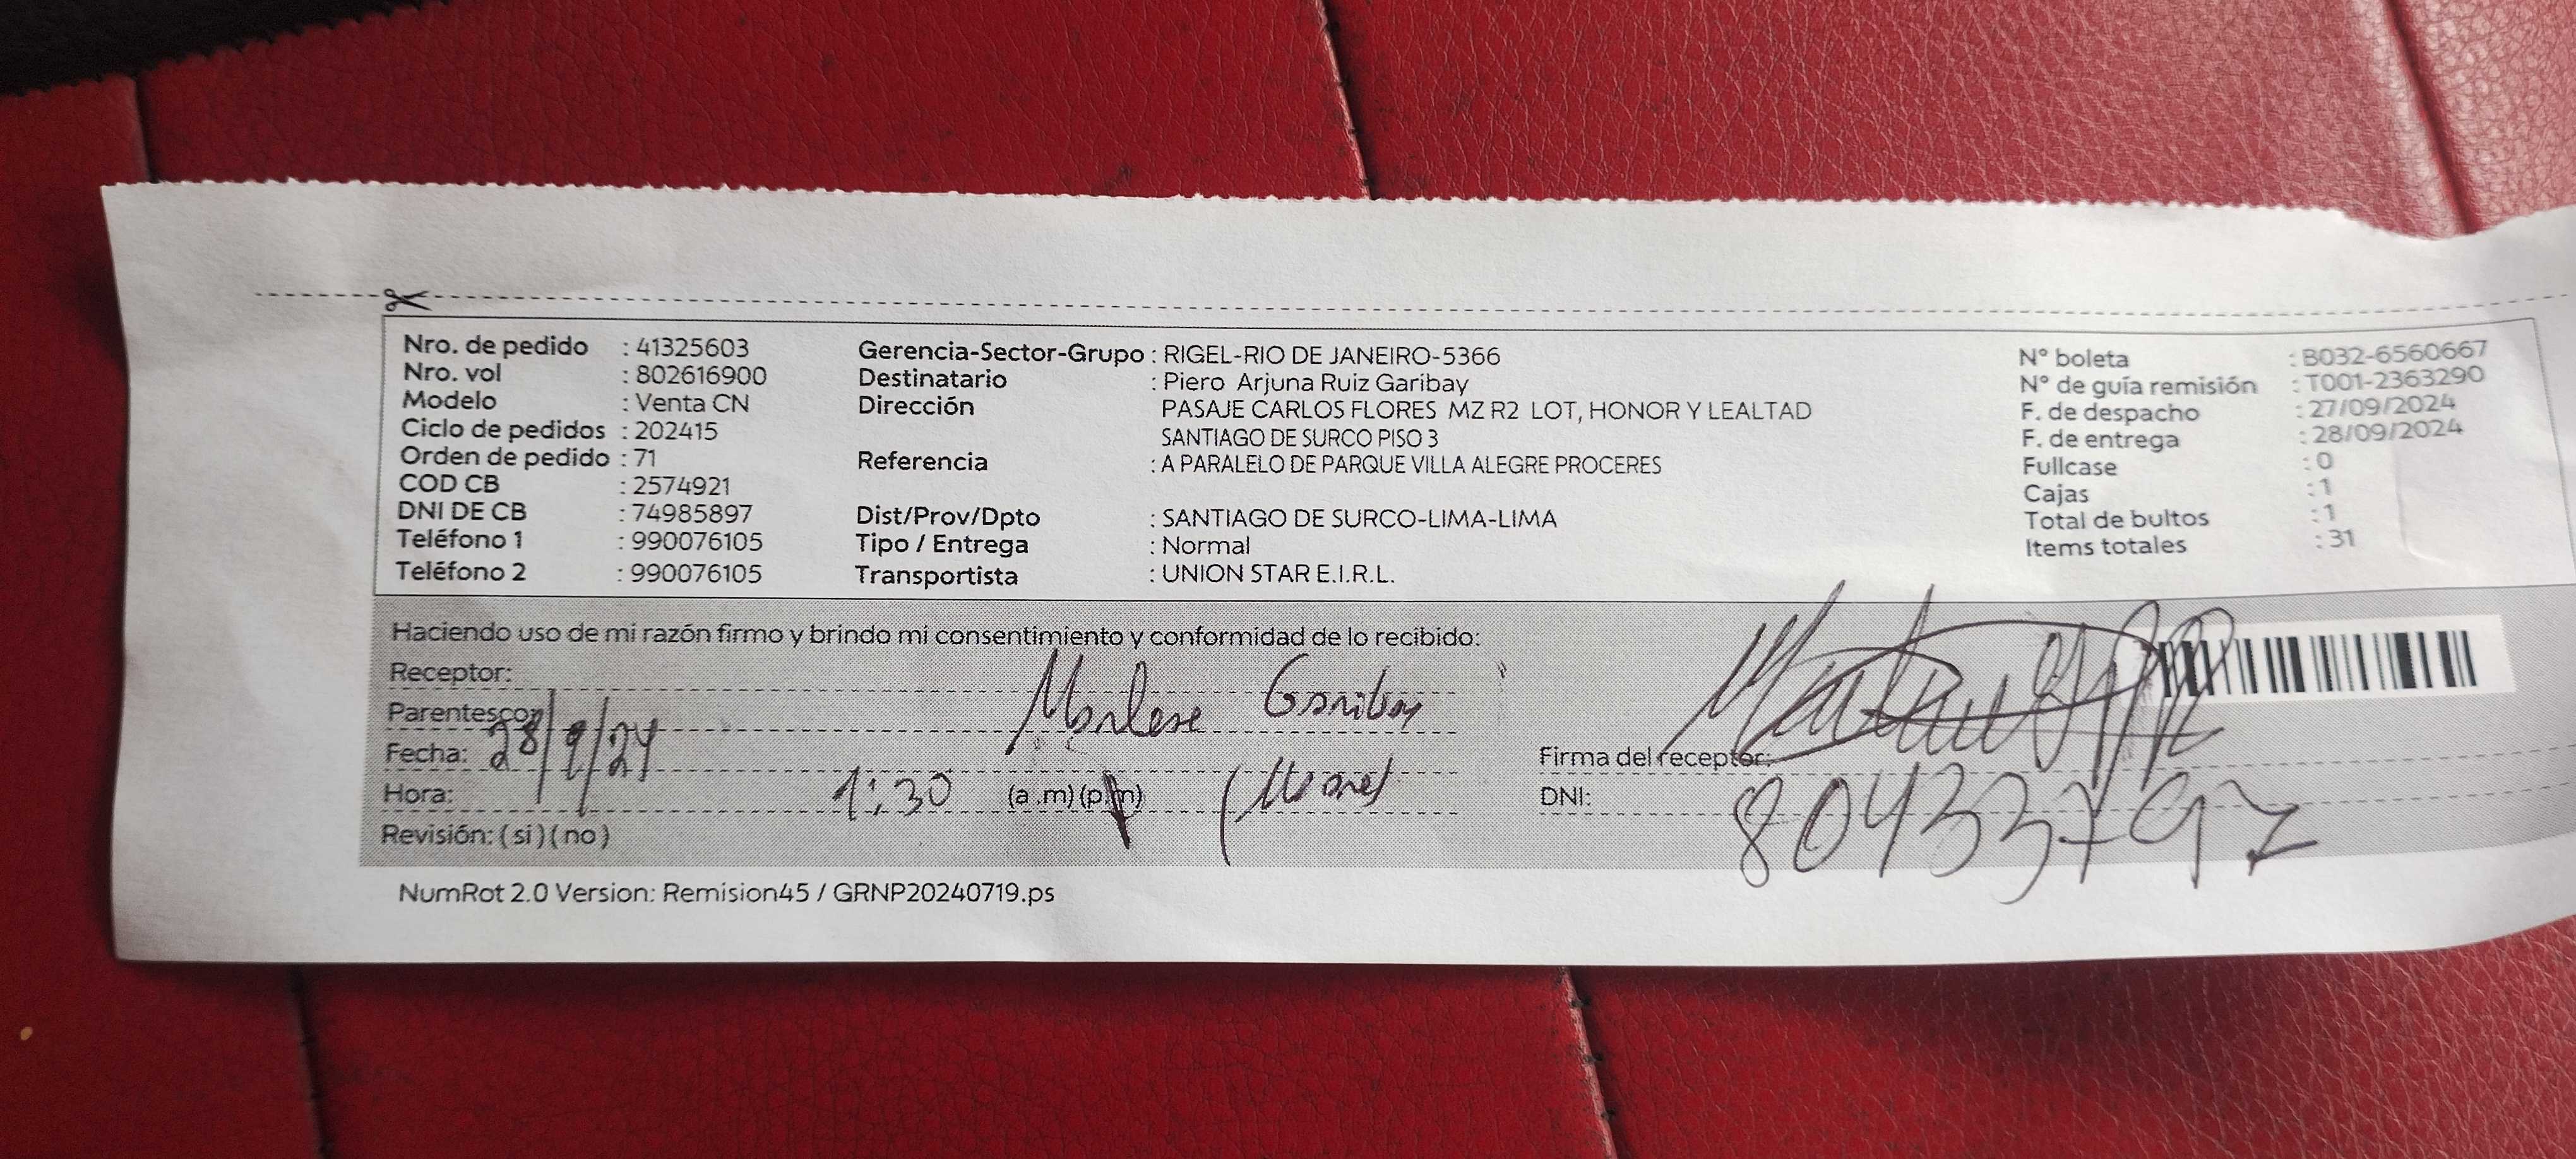 Nro. de pedido : 41325603
Nro. vol : 802616900
Modelo : Venta CN
Ciclo de pedidos : 202415
Orden de pedido : 71
COD CB : 2574921
DNI DE CB : 74985897
Teléfono 1 : 990076105
Teléfono 2 : 990076105
Gerencia-Sector-Grupo : RIGEL-RIO DE JANEIRO-5366
Destinatario : Piero Arjuna Ruiz Garibay
Dirección PASAJE CARLOS FLORES MZ R2 LOT, HONOR Y LEALTAD
SANTIAGO DE SURCO PISO 3
Referencia : A PARALELO DE PARQUE VILLA ALEGRE PROCERES
Dist/Prov/Dpto : SANTIAGO DE SURCO-LIMA-LIMA
Tipo / Entrega : Normal
Transportista : UNION STAR E.I.R.L.
N° boleta : B032-6560667
N° de guía remisión : T001-2363290
F. de despacho : 27/09/2024
F. de entrega : 28/09/2024
Fullcase : 0
Cajas : 1
Total de bultos : 1
Items totales : 31
Haciendo uso de mi razón firmo y brindo mi consentimiento y conformidad de lo recibido:
Receptor:
Parentesco: Garibay
Fecha: 28/9/24
Hora: 1:30 (a.m) (p.m)
Revisión: (si) (no)
Firma del receptor:
DNI: 80433797
NumRot 2.0 Version: Remision45 / GRNP20240719.ps